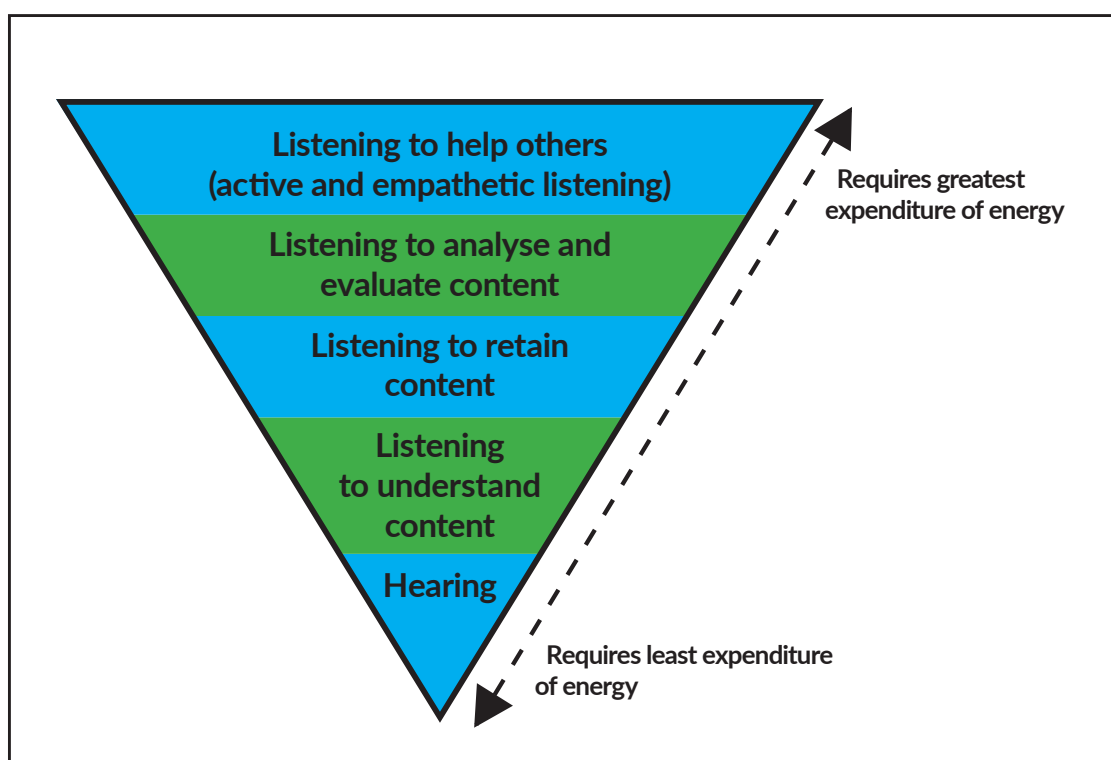 Listening to help others
(active and empathetic listening)
Requires greatest
expenditure of energy
Listening to analyse and
evaluate content
Listening to retain
content
Listening
to understand
content
Hearing
Requires least expenditure
of energy